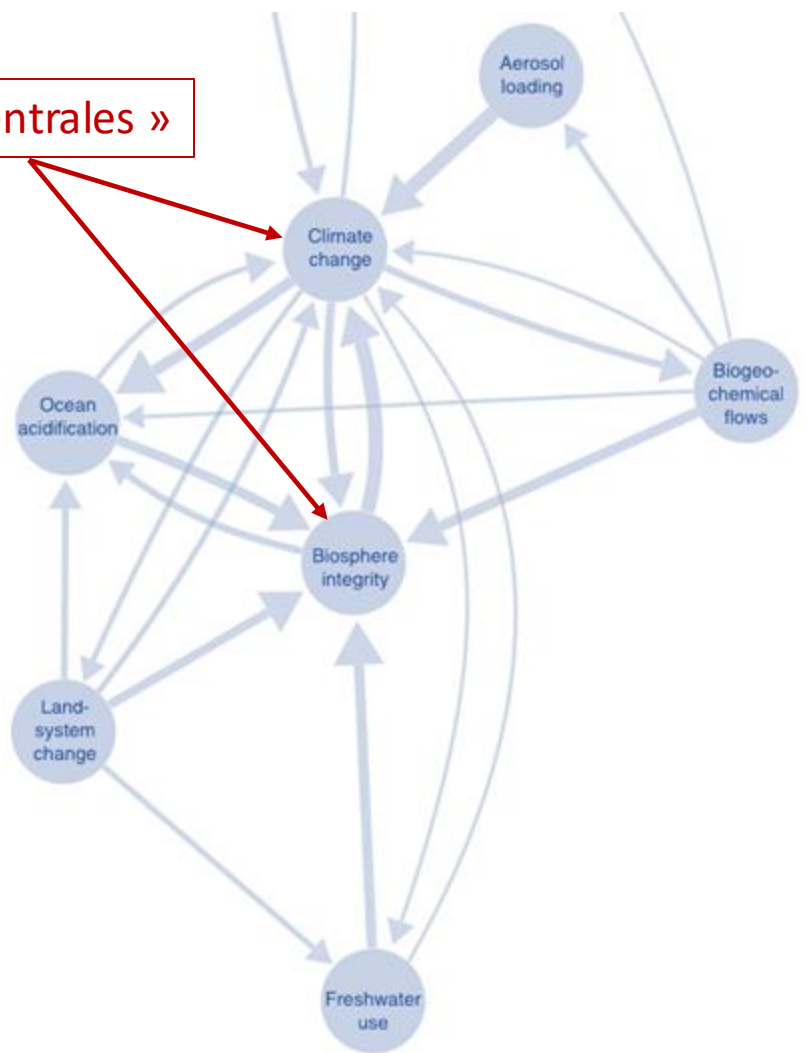 Aerosol
loading
ntrales »
Climate
change
Biogeo-
chemical
flows
Ocean
acidification
Biosphere
integrity
Land-
system
change
Freshwater
use